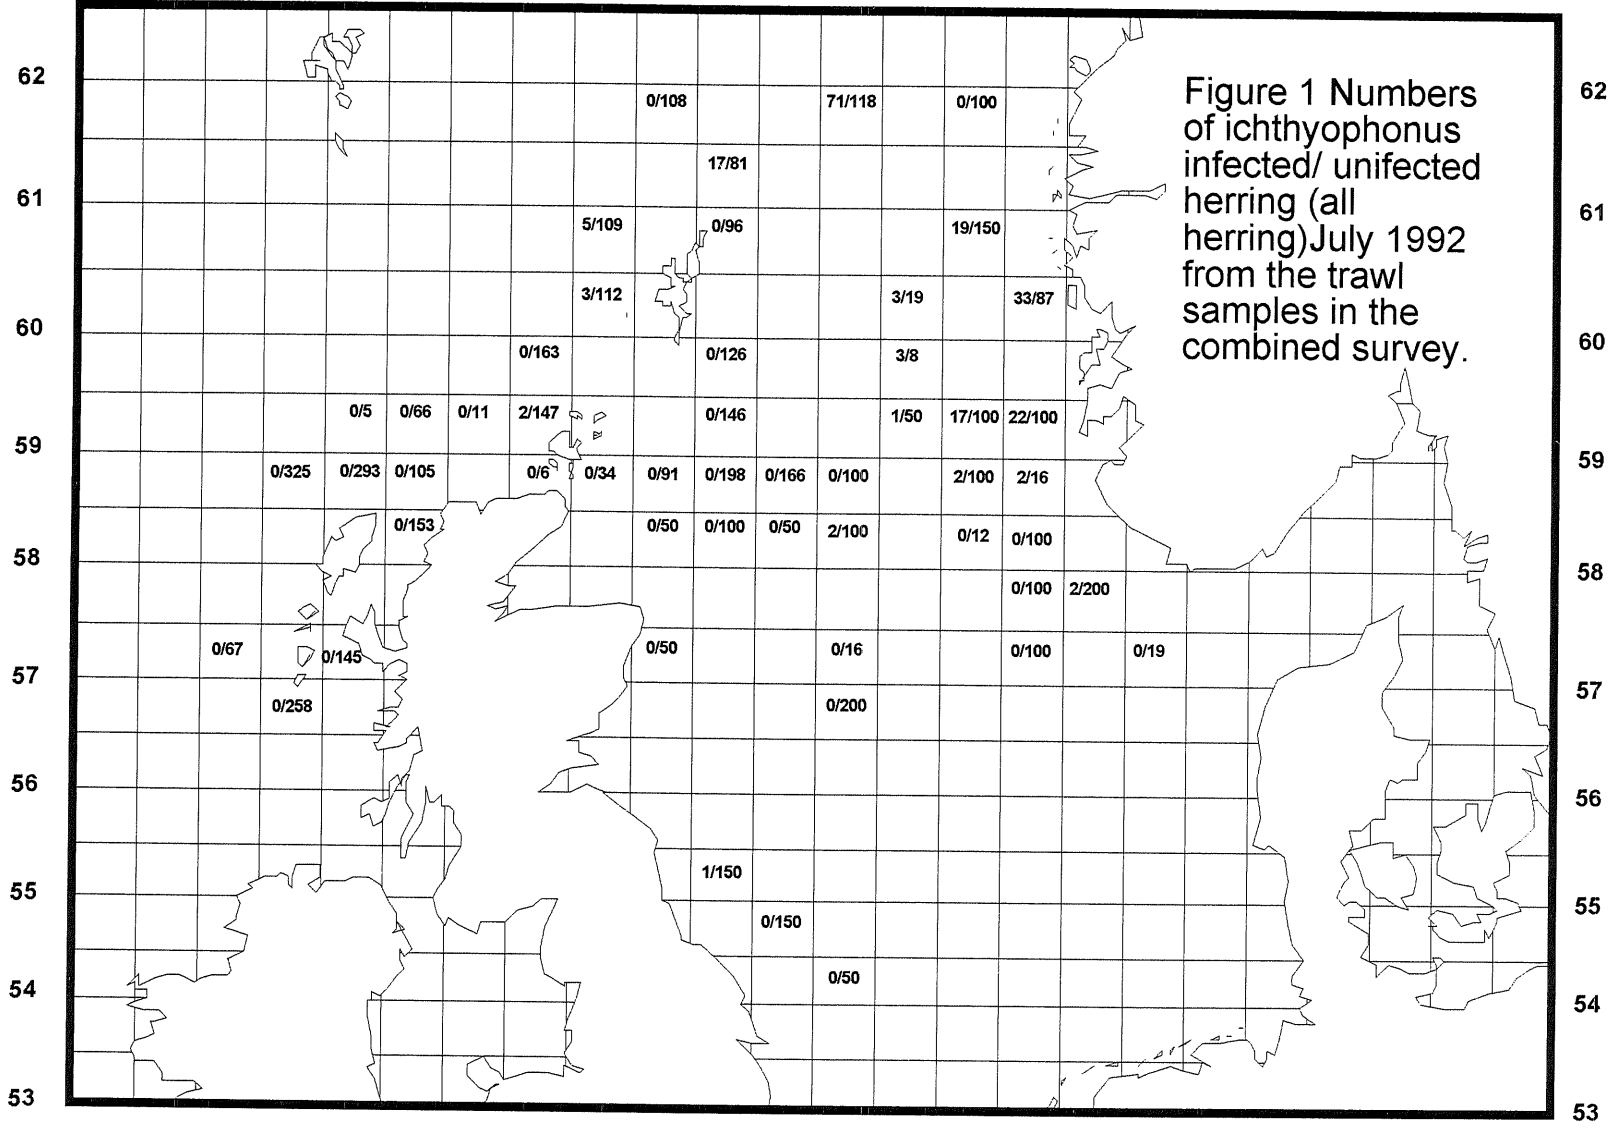 62
62
0/108 71/118 0/100
Figure 1 Numbers
of ichthyophonus
infected/ unifected
herring (all
herring)July 1992
from the trawl
samples in the
combined survey.
17/81
61
61
5/109 0/96 19/150
3/112 3/19 33/87
60
60
0/163 0/126 3/8
0/5 0/66 0/11 2/147 0/146 1/50 17/100 22/100
59
59
0/325 0/293 0/105 0/6 0/34 0/91 0/198 0/166 0/100 2/100 2/16
0/153 0/50 0/100 0/50 2/100 0/12 0/100
58
58
0/100 2/200
0/67 0/145 0/50 0/16 0/100 0/19
57
57
0/258 0/200
56
56
1/150
55
55
0/150
0/50
54
54
53
53